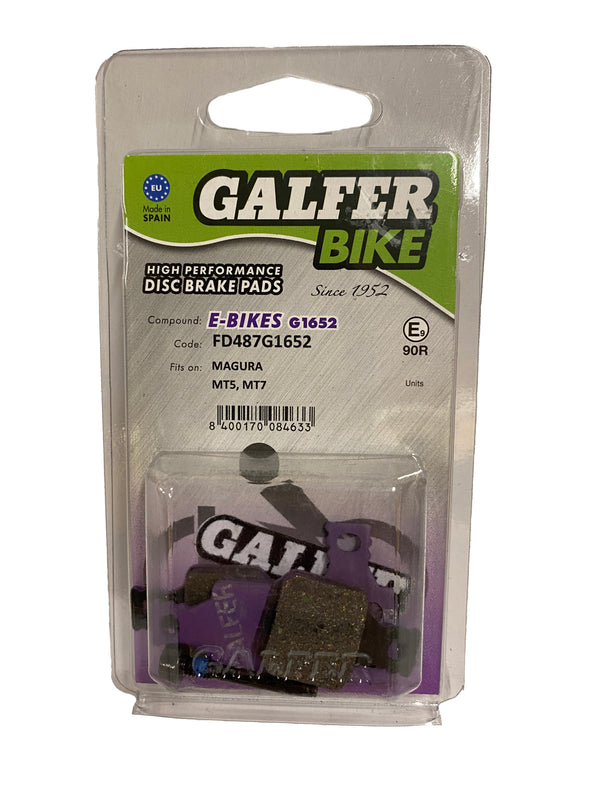 EU
Made in
SPAIN
GALFER
BIKE
HIGH PERFORMANCE
DISC BRAKE PADS
Since 1952
Compound: E-BIKES G1652
Code: FD487G1652
E9
90R
Fits on: MAGURA
MT5, MT7
Units
8 400170 084633
GALFER
GALFER
GALFER